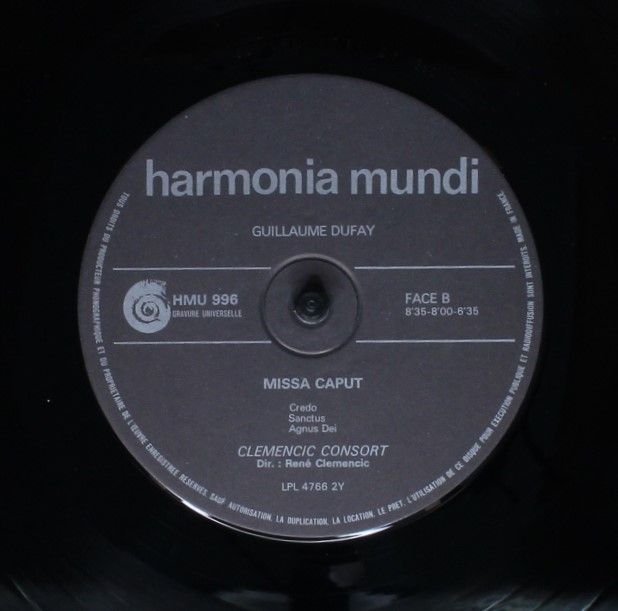 harmonia mundi
GUILLAUME DUFAY
HMU 996
GRAVURE UNIVERSELLE
FACE B
8'35-8'00-6'35
MISSA CAPUT
Credo
Sanctus
Agnus Dei
CLEMENCIC CONSORT
Dir. : René Clemencic
LPL 4766 2Y
TOUS DROITS DU PRODUCTEUR PHONOGRAPHIQUE ET DU PROPRIETAIRE DE L'ŒUVRE ENREGISTREE RESERVES. SAUF AUTORISATION, LA DUPLICATION, LA LOCATION, LE PRET, L'UTILISATION DE CE DISQUE POUR EXECUTION PUBLIQUE ET RADIODIFFUSION SONT INTERDITS. MADE IN FRANCE.